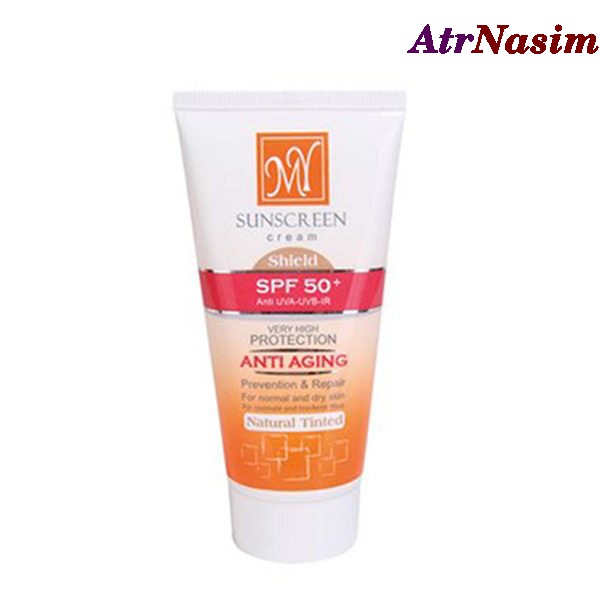 AtrNasim
MY
SUNSCREEN
cream
Shield
SPF 50+
Anti UVA-UVB-IR
VERY HIGH
PROTECTION
ANTI AGING
Prevention & Repair
For normal and dry skin
Natural Tinted